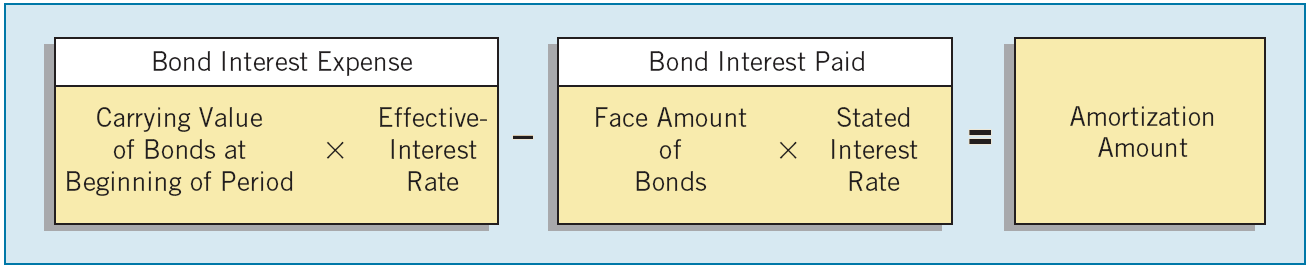 Bond Interest Expense
Carrying Value
of Bonds at
Beginning of Period
×
Effective-
Interest
Rate
−
Bond Interest Paid
Face Amount
of
Bonds
×
Stated
Interest
Rate
=
Amortization
Amount